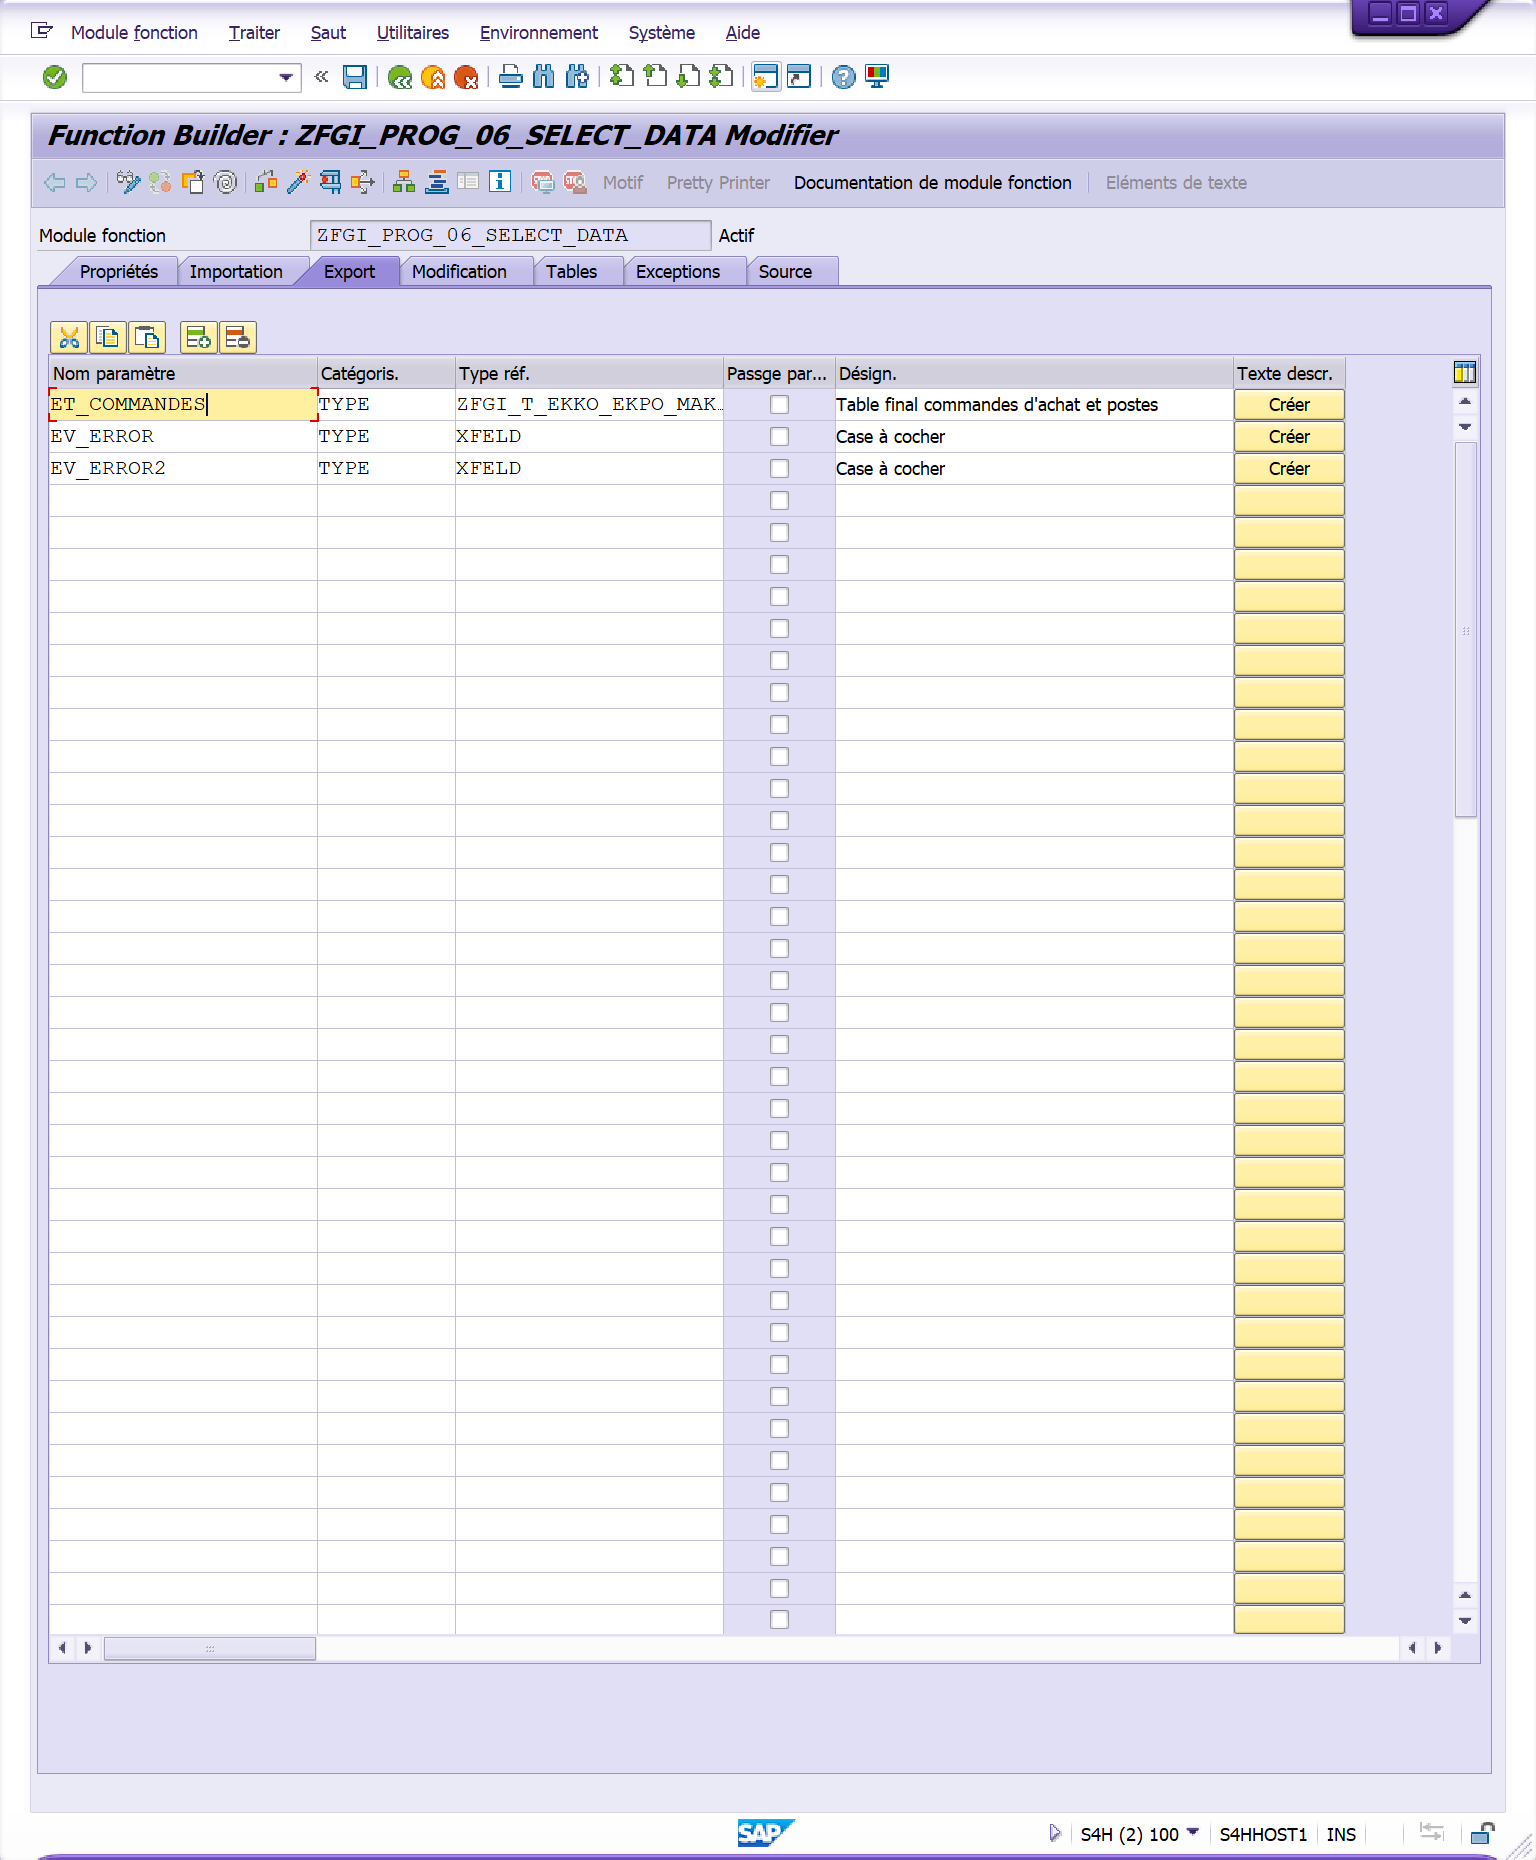 Module fonction Traiter Saut Utilitaires Environnement Système Aide
Function Builder : ZFGI_PROG_06_SELECT_DATA Modifier
Motif Pretty Printer Documentation de module fonction Eléments de texte
Module fonction ZFGI_PROG_06_SELECT_DATA Actif
Propriétés Importation Export Modification Tables Exceptions Source
Nom paramètre Catégoris. Type réf. Passge par... Désign. Texte descr.
ET_COMMANDES TYPE ZFGI_T_EKKO_EKPO_MAK... Table final commandes d'achat et postes Créer
EV_ERROR TYPE XFELD Case à cocher Créer
EV_ERROR2 TYPE XFELD Case à cocher Créer
SAP S4H (2) 100 S4HHOST1 INS